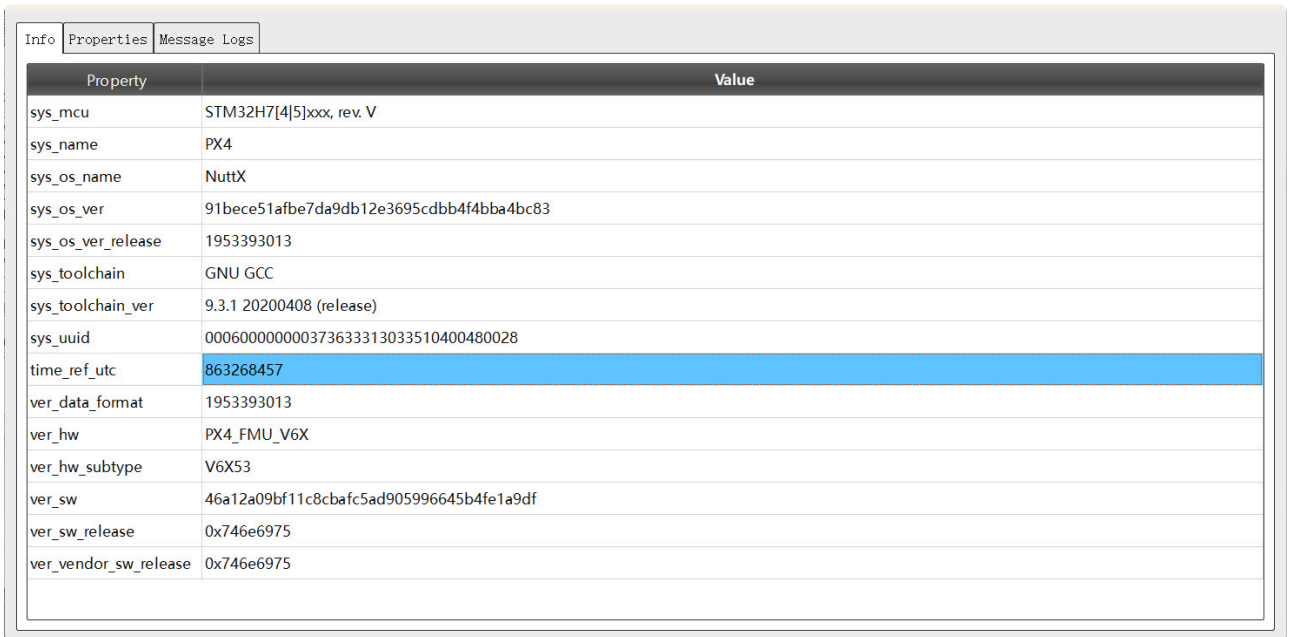 Info Properties Message Logs
Property Value
sys_mcu STM32H7[4|5]xxx, rev. V
sys_name PX4
sys_os_name NuttX
sys_os_ver 91bece51afbe7da9db12e3695cdbb4f4bba4bc83
sys_os_ver_release 1953393013
sys_toolchain GNU GCC
sys_toolchain_ver 9.3.1 20200408 (release)
sys_uuid 000600000000373633313033510400480028
time_ref_utc 863268457
ver_data_format 1953393013
ver_hw PX4_FMU_V6X
ver_hw_subtype V6X53
ver_sw 46a12a09bf11c8cbafc5ad905996645b4fe1a9df
ver_sw_release 0x746e6975
ver_vendor_sw_release 0x746e6975